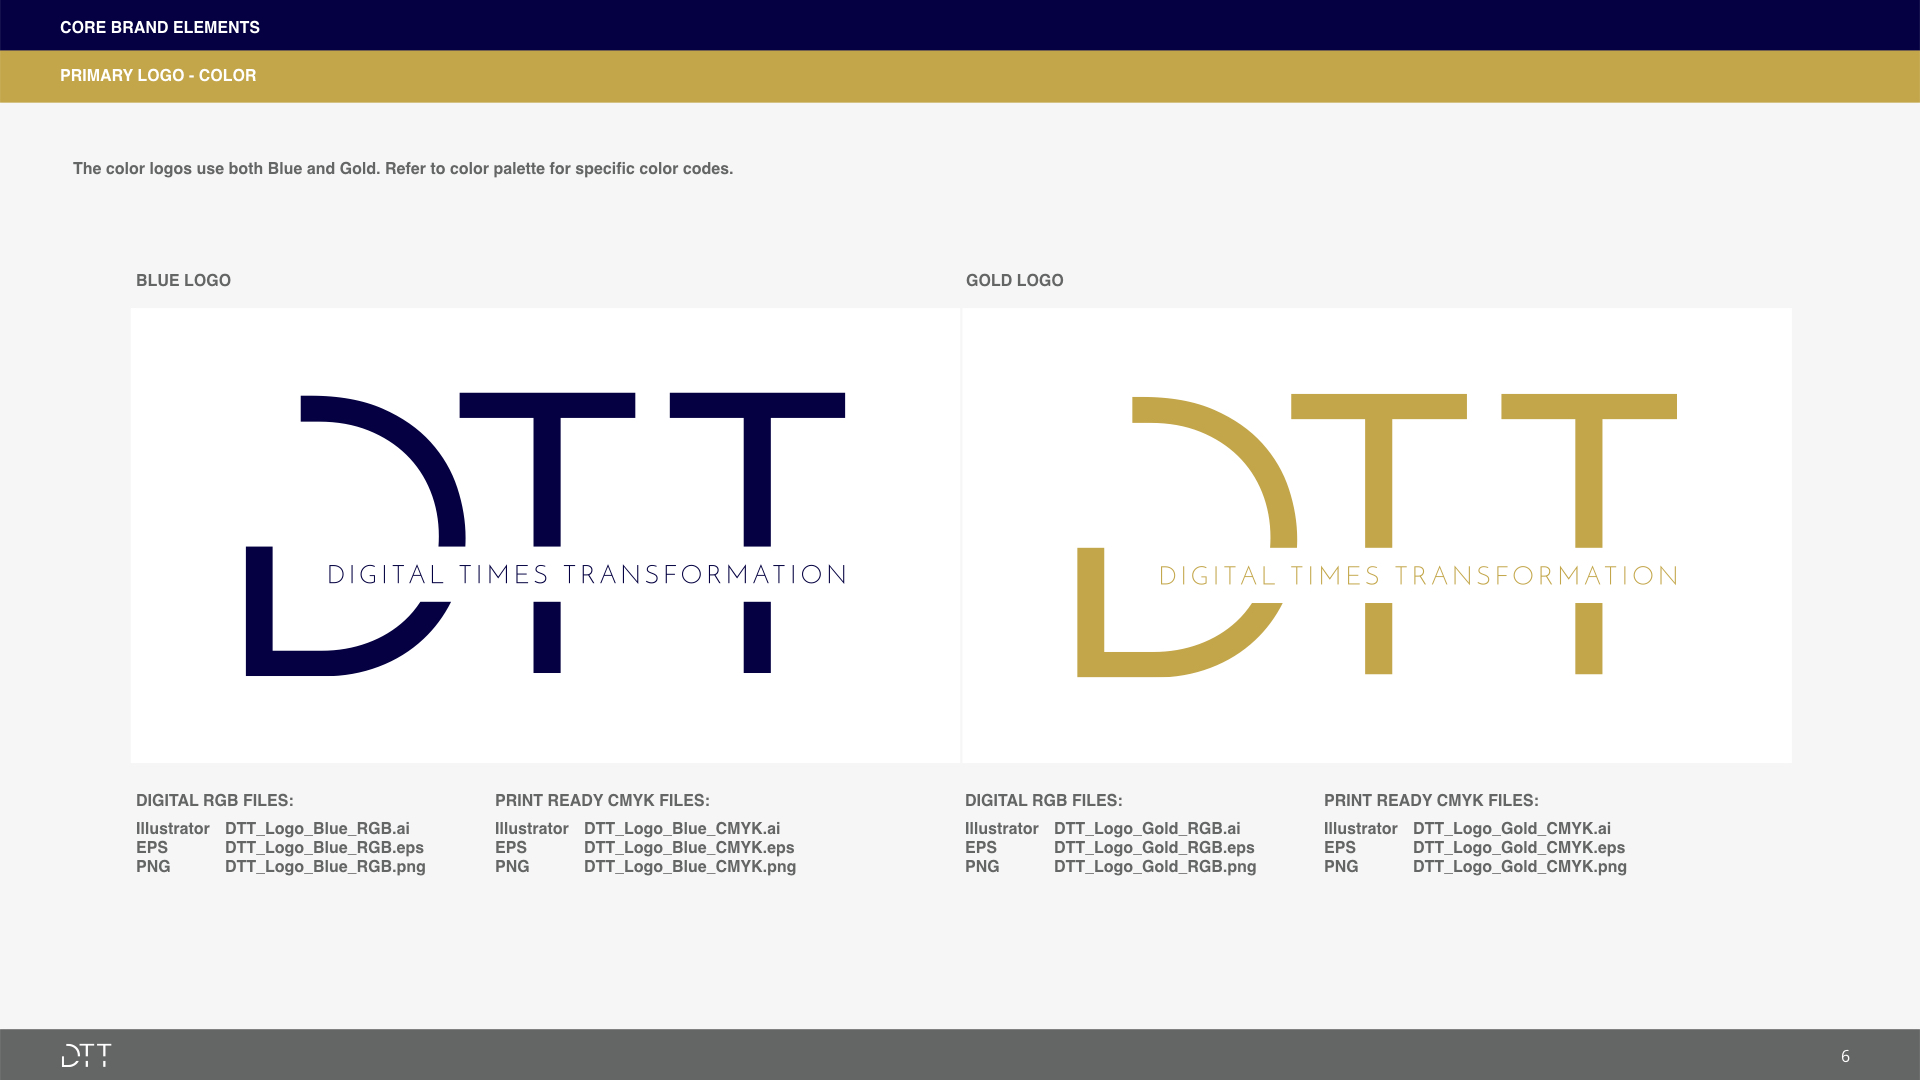 CORE BRAND ELEMENTS
PRIMARY LOGO - COLOR
The color logos use both Blue and Gold. Refer to color palette for specific color codes.
BLUE LOGO
DTT
DIGITAL TIMES TRANSFORMATION
DIGITAL RGB FILES:
Illustrator DTT_Logo_Blue_RGB.ai
EPS DTT_Logo_Blue_RGB.eps
PNG DTT_Logo_Blue_RGB.png
PRINT READY CMYK FILES:
Illustrator DTT_Logo_Blue_CMYK.ai
EPS DTT_Logo_Blue_CMYK.eps
PNG DTT_Logo_Blue_CMYK.png
GOLD LOGO
DTT
DIGITAL TIMES TRANSFORMATION
DIGITAL RGB FILES:
Illustrator DTT_Logo_Gold_RGB.ai
EPS DTT_Logo_Gold_RGB.eps
PNG DTT_Logo_Gold_RGB.png
PRINT READY CMYK FILES:
Illustrator DTT_Logo_Gold_CMYK.ai
EPS DTT_Logo_Gold_CMYK.eps
PNG DTT_Logo_Gold_CMYK.png
DTT
6